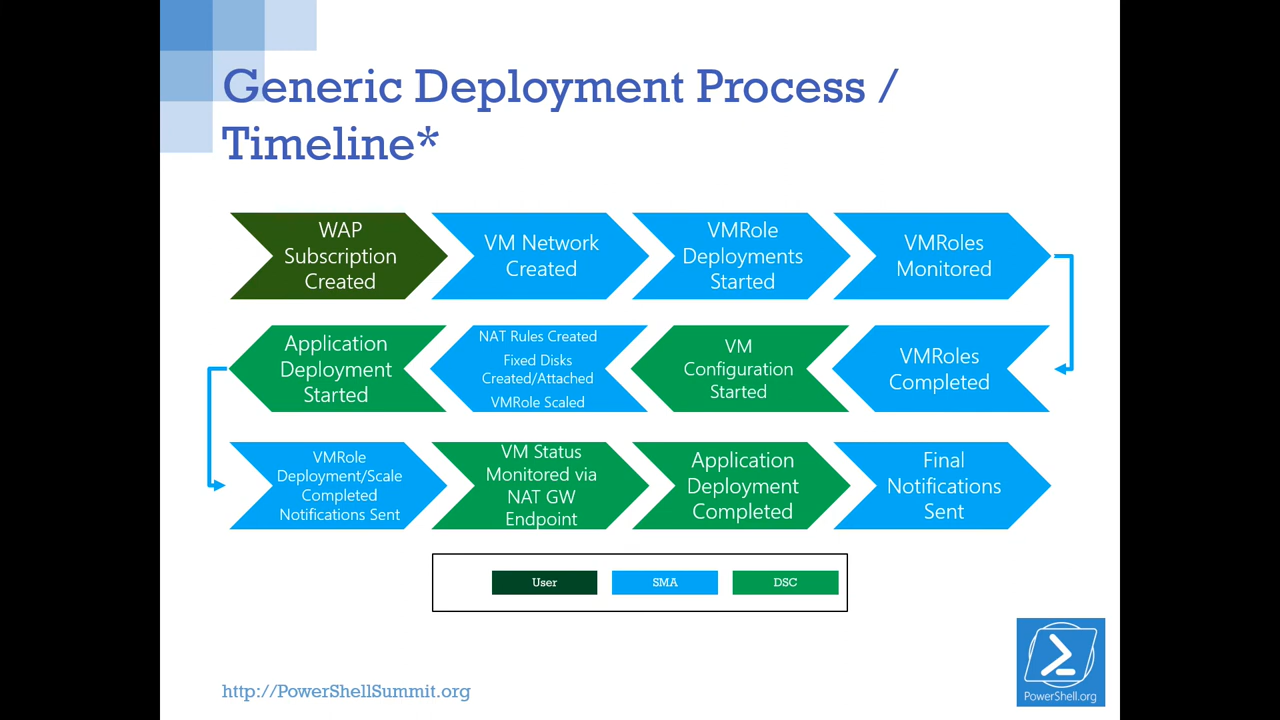 Generic Deployment Process /
Timeline*
WAP
Subscription
Created
VM Network
Created
VMRole
Deployments
Started
VMRoles
Monitored
Application
Deployment
Started
NAT Rules Created
Fixed Disks
Created/Attached
VMRole Scaled
VM
Configuration
Started
VMRoles
Completed
VMRole
Deployment/Scale
Completed
Notifications Sent
VM Status
Monitored via
NAT GW
Endpoint
Application
Deployment
Completed
Final
Notifications
Sent
User
SMA
DSC
http://PowerShellSummit.org
PowerShell.org